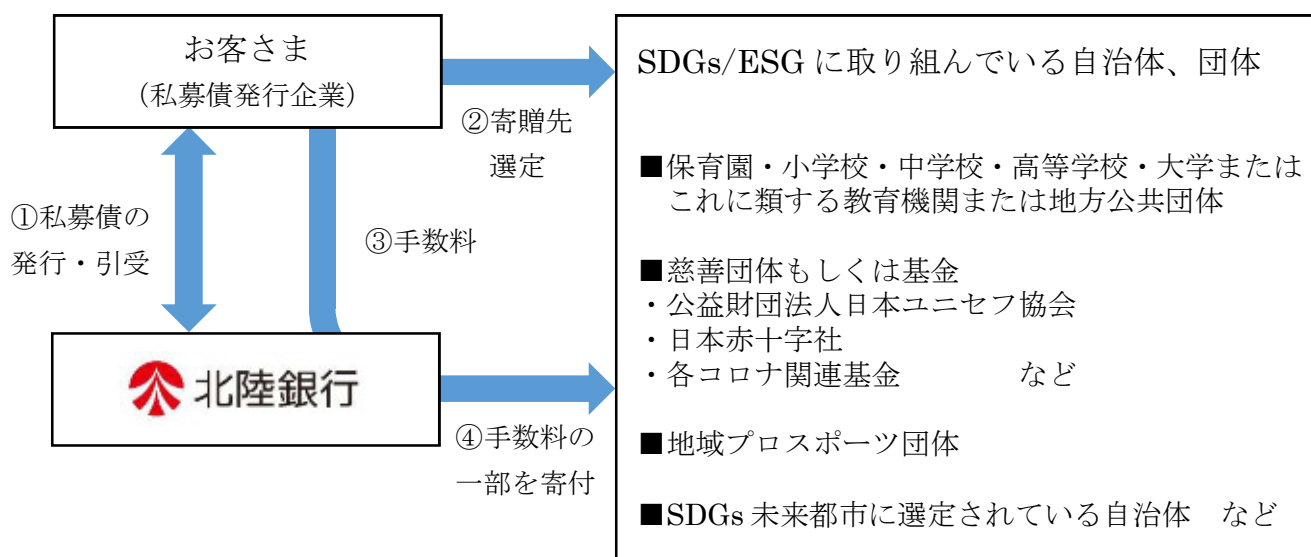 お客さま
（私募債発行企業）
①私募債の
発行・引受
②寄贈先
選定
③手数料
北陸銀行
④手数料の
一部を寄付
SDGs/ESG に取り組んでいる自治体、団体
■保育園・小学校・中学校・高等学校・大学または
これに類する教育機関または地方公共団体
■慈善団体もしくは基金
・公益財団法人日本ユニセフ協会
・日本赤十字社
・各コロナ関連基金　　　　など
■地域プロスポーツ団体
■SDGs 未来都市に選定されている自治体　など